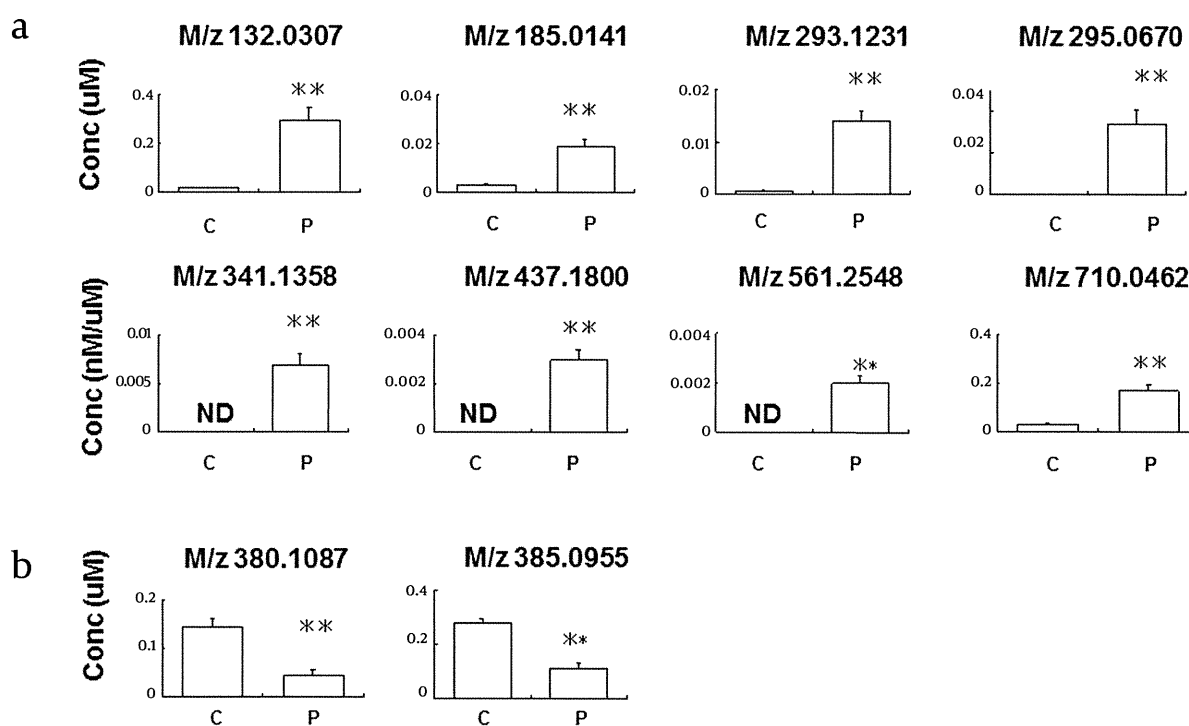 a
M/z 132.0307 M/z 185.0141 M/z 293.1231 M/z 295.0670
Conc (uM)
0.4
0.2
0
**
C P
0.04
0.02
0
**
C P
0.02
0.01
0
**
C P
0.04
0.02
0
**
C P
M/z 341.1358 M/z 437.1800 M/z 561.2548 M/z 710.0462
Conc (nM/uM)
0.01
0.005
0
ND
**
C P
0.004
0.002
0
ND
**
C P
0.004
0.002
0
ND
**
C P
0.4
0.2
0
**
C P
b
M/z 380.1087 M/z 385.0955
Conc (uM)
0.2
0.1
0
**
C P
0.4
0.2
0
**
C P